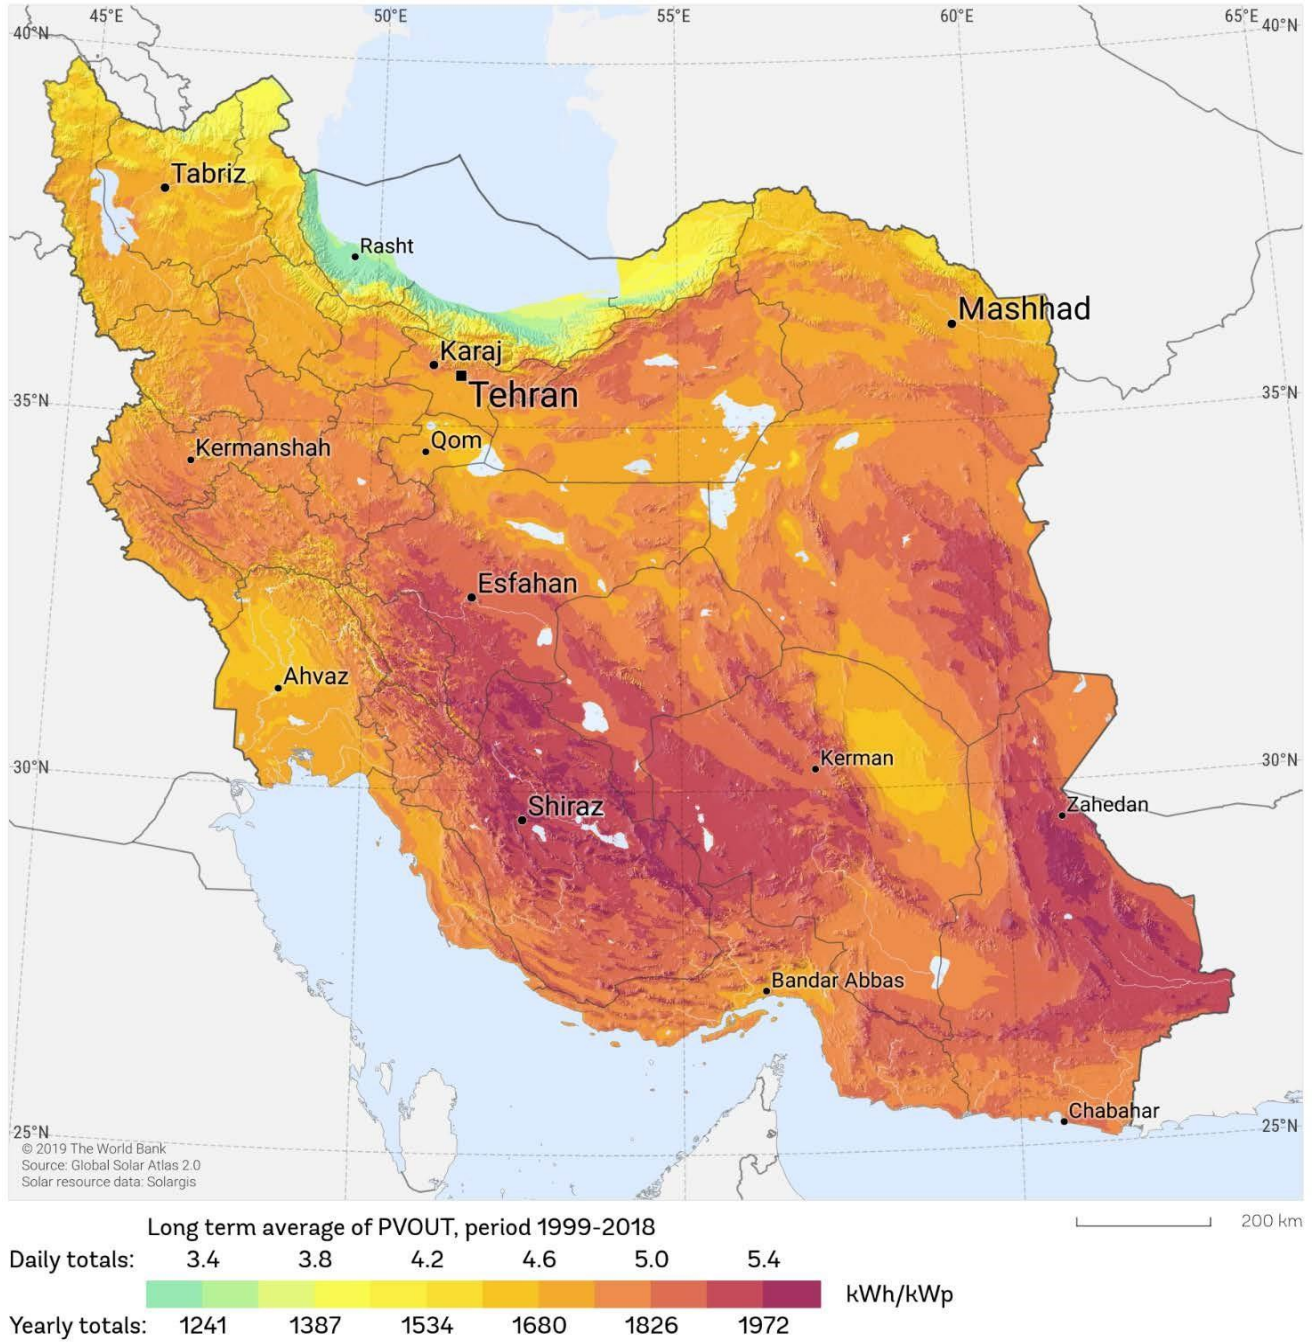 45°E 50°E 55°E 60°E 65°E
40°N 40°N
Tabriz
Rasht
Mashhad
Karaj
Tehran
35°N 35°N
Qom
Kermanshah
Esfahan
Ahvaz
30°N Kerman 30°N
Shiraz Zahedan
Bandar Abbas
Chabahar
25°N 25°N
© 2019 The World Bank
Source: Global Solar Atlas 2.0
Solar resource data: Solargis
Long term average of PVOUT, period 1999-2018
200 km
Daily totals: 3.4 3.8 4.2 4.6 5.0 5.4
kWh/kWp
Yearly totals: 1241 1387 1534 1680 1826 1972